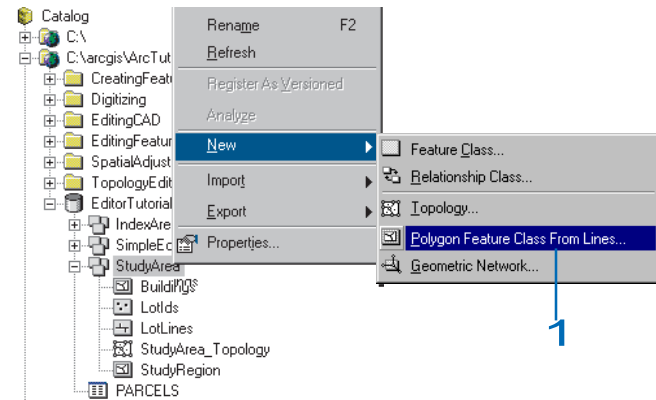 Catalog
C:\
C:\arcgis\ArcTut
CreatingFeatu
Digitizing
EditingCAD
EditingFeatur
SpatialAdjust
TopologyEdit
EditorTutorial
IndexAre
SimpleEd
StudyArea
Buildings
LotIds
LotLines
StudyArea_Topology
StudyRegion
PARCELS
Rename F2
Refresh
Register As Versioned
Analyze
New
Import
Export
Properties...
Feature Class...
Relationship Class...
Topology...
Polygon Feature Class From Lines...
Geometric Network...
1